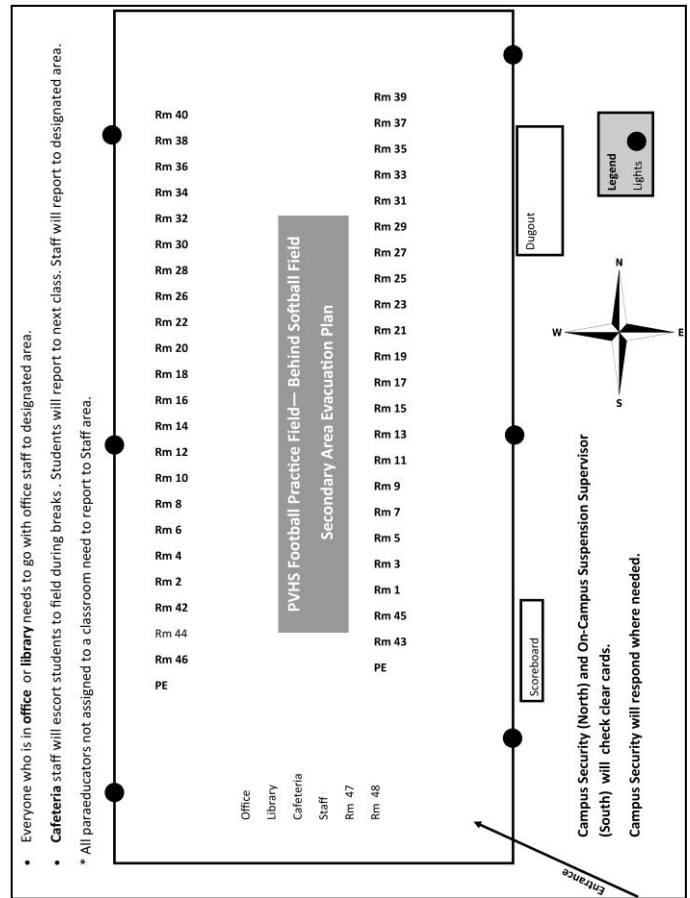 • Everyone who is in office or library needs to go with office staff to designated area.
• Cafeteria staff will escort students to field during breaks . Students will report to next class. Staff will report to designated area.
* All paraeducators not assigned to a classroom need to report to Staff area.
Rm 40
Rm 38
Rm 36
Rm 34
Rm 32
Rm 30
Rm 28
Rm 26
Rm 22
Rm 20
Rm 18
Rm 16
Rm 14
Rm 12
Rm 10
Rm 8
Rm 6
Rm 4
Rm 2
Rm 42
Rm 44
Rm 46
PE
Office
Library
Cafeteria
Staff
Rm 47
Rm 48
PVHS Football Practice Field— Behind Softball Field
Secondary Area Evacuation Plan
Rm 39
Rm 37
Rm 35
Rm 33
Rm 31
Rm 29
Rm 27
Rm 25
Rm 23
Rm 21
Rm 19
Rm 17
Rm 15
Rm 13
Rm 11
Rm 9
Rm 7
Rm 5
Rm 3
Rm 1
Rm 45
Rm 43
PE
Scoreboard
Dugout
Entrance
Campus Security (North) and On-Campus Suspension Supervisor
(South) will check clear cards.
Campus Security will respond where needed.
N
W
E
S
Legend
Lights